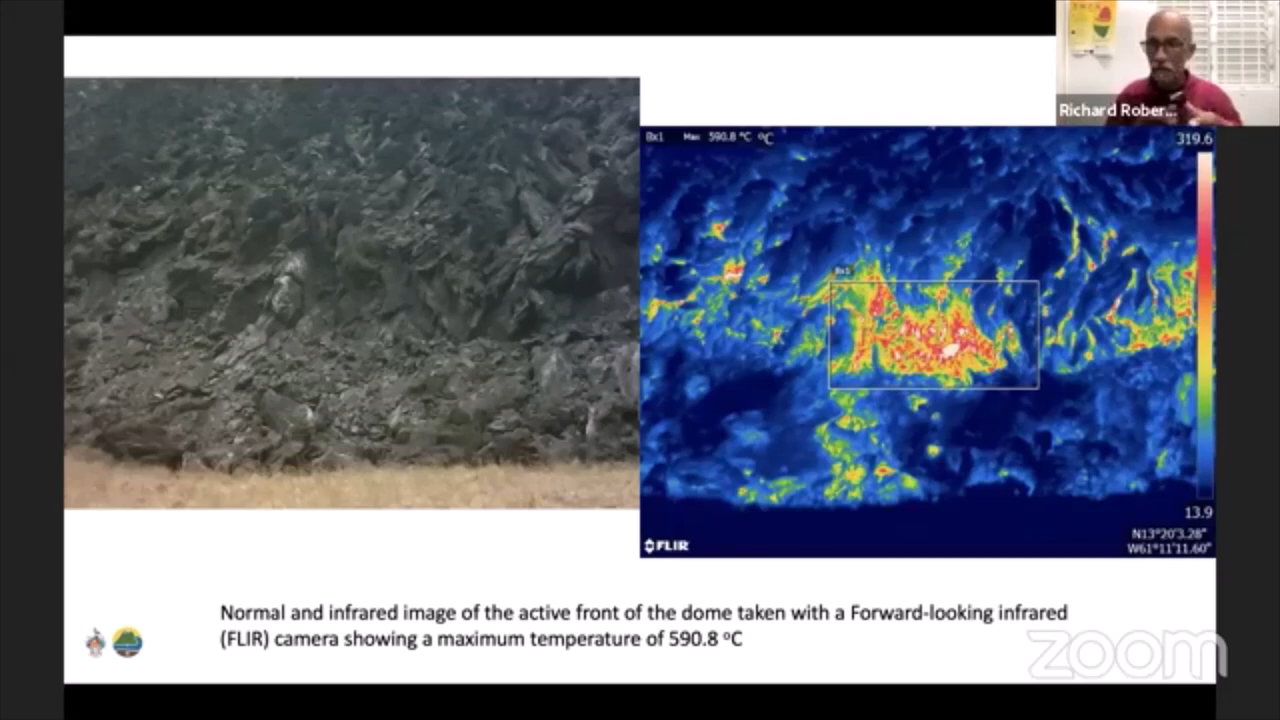 Richard Rober...
Bx1 Max 590.8 °C °C
319.6
Bx1
13.9
N13°20'3.28"
W61°11'11.60"
FLIR
Normal and infrared image of the active front of the dome taken with a Forward-looking infrared
(FLIR) camera showing a maximum temperature of 590.8 °C
zoom